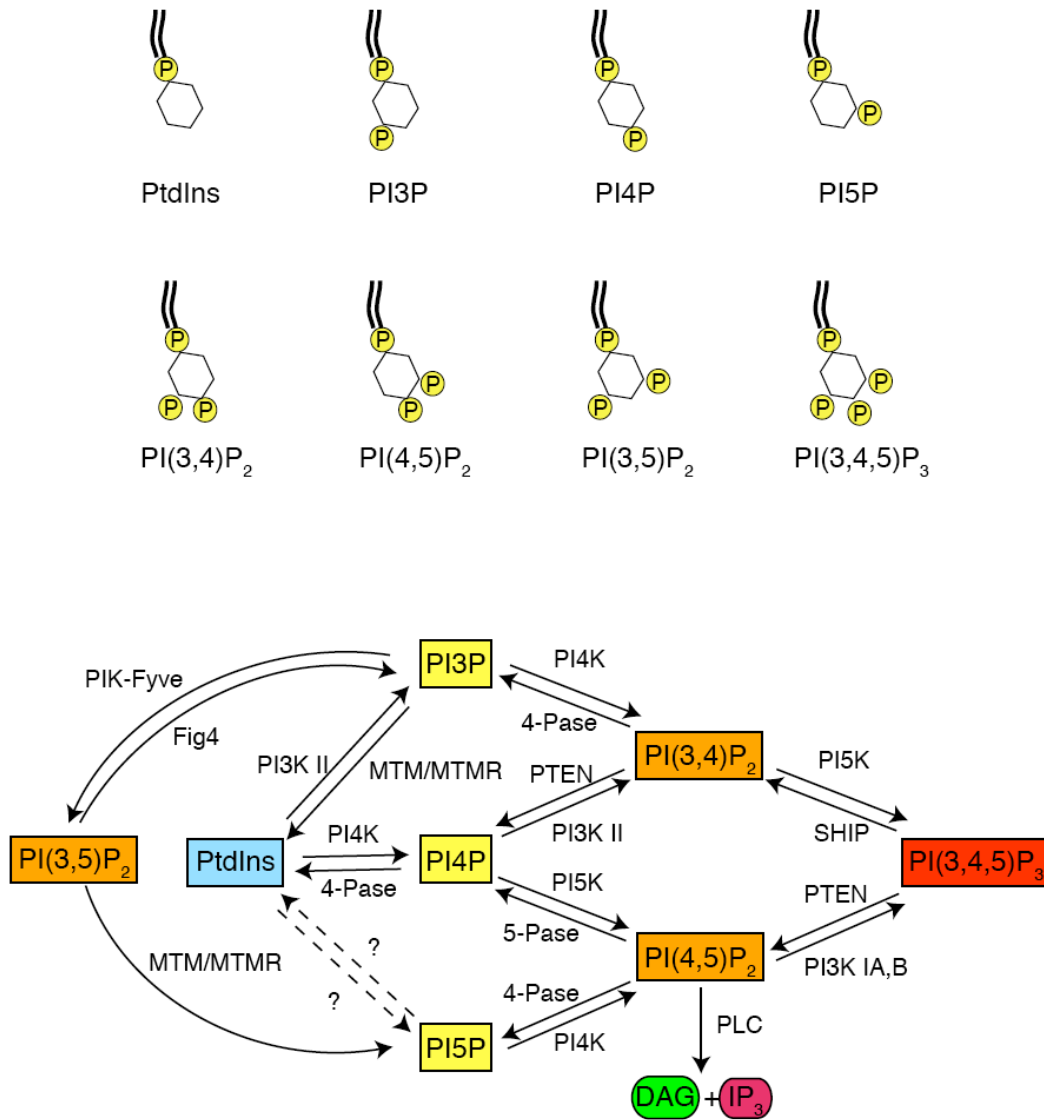 P P P P
P P P
PtdIns PI3P PI4P PI5P
P P P P
P P P P
P P P P P
PI(3,4)P2 PI(4,5)P2 PI(3,5)P2 PI(3,4,5)P3
PI3P
PI4K
PIK-Fyve
4-Pase
Fig4
PI3K II
MTM/MTMR
PTEN
PI(3,4)P2
PI5K
PI3K II
SHIP
PI(3,5)P2
PtdIns
PI4K
4-Pase
PI4P
PI(3,4,5)P3
PI5K
5-Pase
PTEN
PI3K IA,B
MTM/MTMR
?
?
PI(4,5)P2
4-Pase
PI4K
PI5P
PLC
DAG + IP3